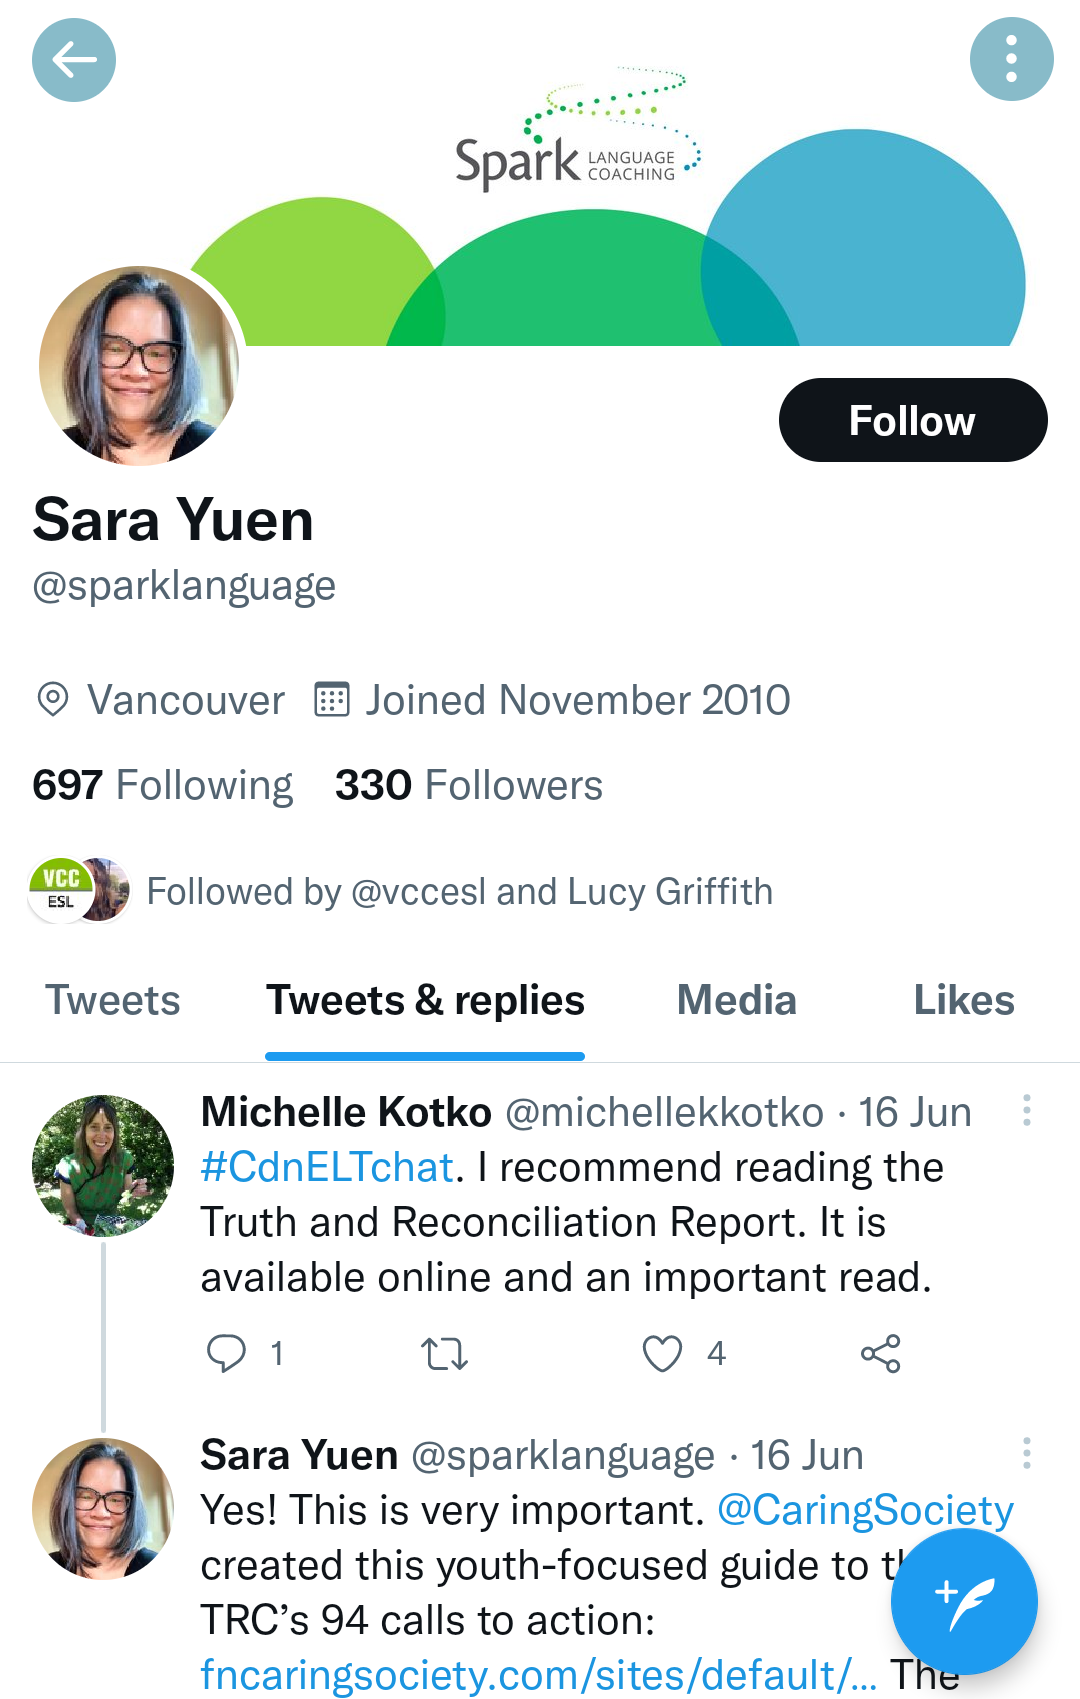 Spark LANGUAGE
COACHING
Follow
Sara Yuen
@sparklanguage
Vancouver Joined November 2010
697 Following 330 Followers
VCC
ESL
Followed by @vccesl and Lucy Griffith
Tweets Tweets & replies Media Likes
Michelle Kotko @michellekkotko · 16 Jun
#CdnELTchat. I recommend reading the
Truth and Reconciliation Report. It is
available online and an important read.
1 4
Sara Yuen @sparklanguage · 16 Jun
Yes! This is very important. @CaringSociety
created this youth-focused guide to
TRC’s 94 calls to action:
fncaringsociety.com/sites/default/... The